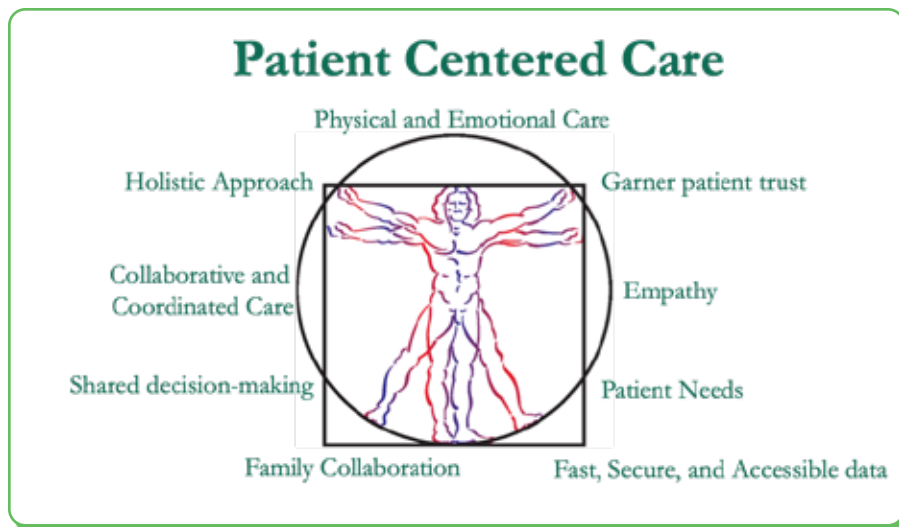 Patient Centered Care
Physical and Emotional Care
Holistic Approach
Garner patient trust
Collaborative and
Coordinated Care
Empathy
Shared decision-making
Patient Needs
Family Collaboration
Fast, Secure, and Accessible data